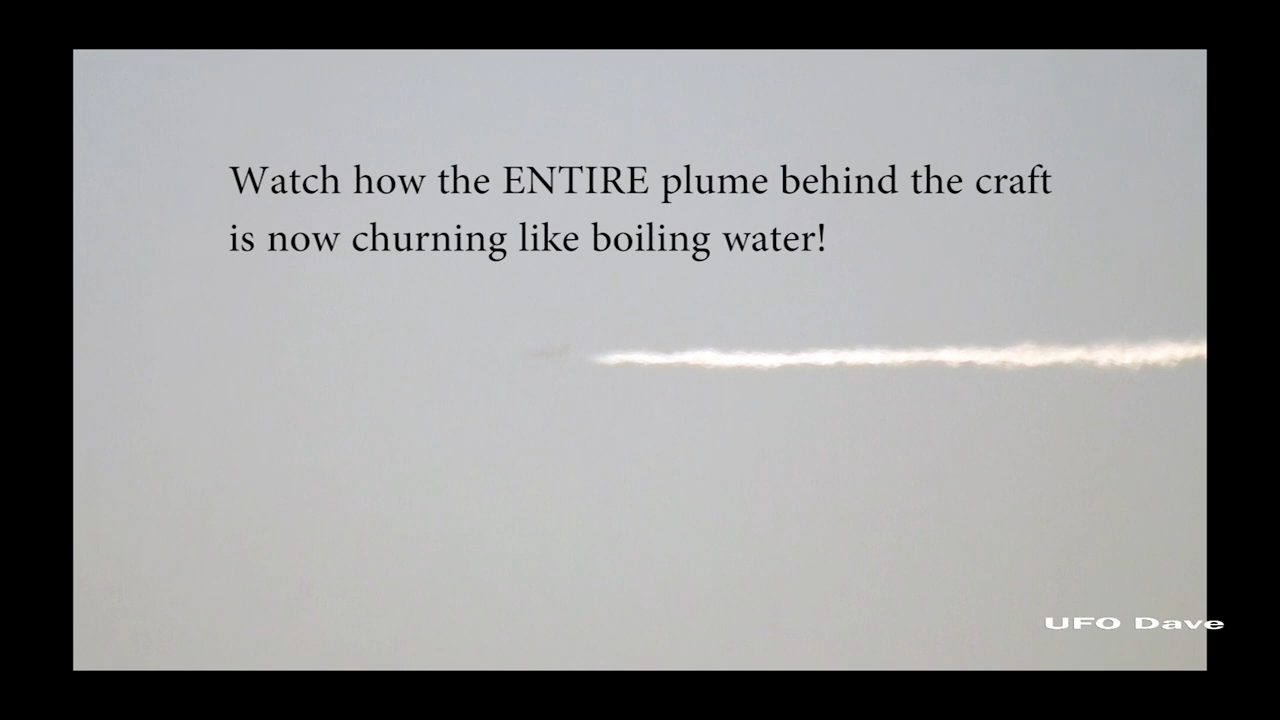 Watch how the ENTIRE plume behind the craft
is now churning like boiling water!
UFO Dave